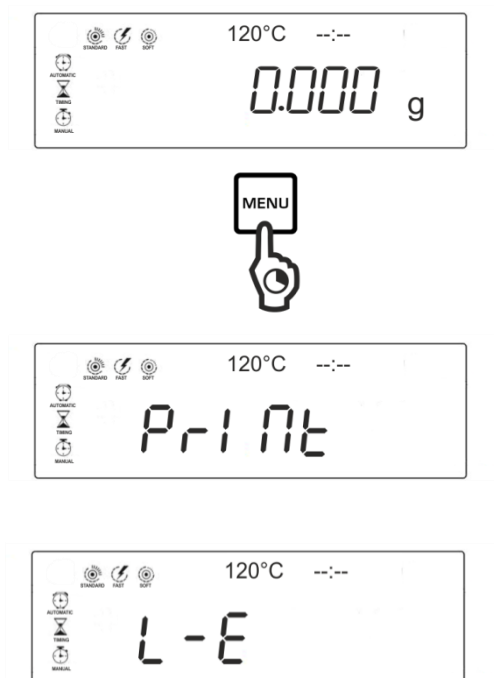 120°C --:--
STANDARD FAST SOFT
AUTOMATIC
0.000 g
TIMING
MANUAL
MENU
120°C --:--
STANDARD FAST SOFT
AUTOMATIC
PrINt
TIMING
MANUAL
120°C --:--
STANDARD FAST SOFT
AUTOMATIC
L-E
TIMING
MANUAL